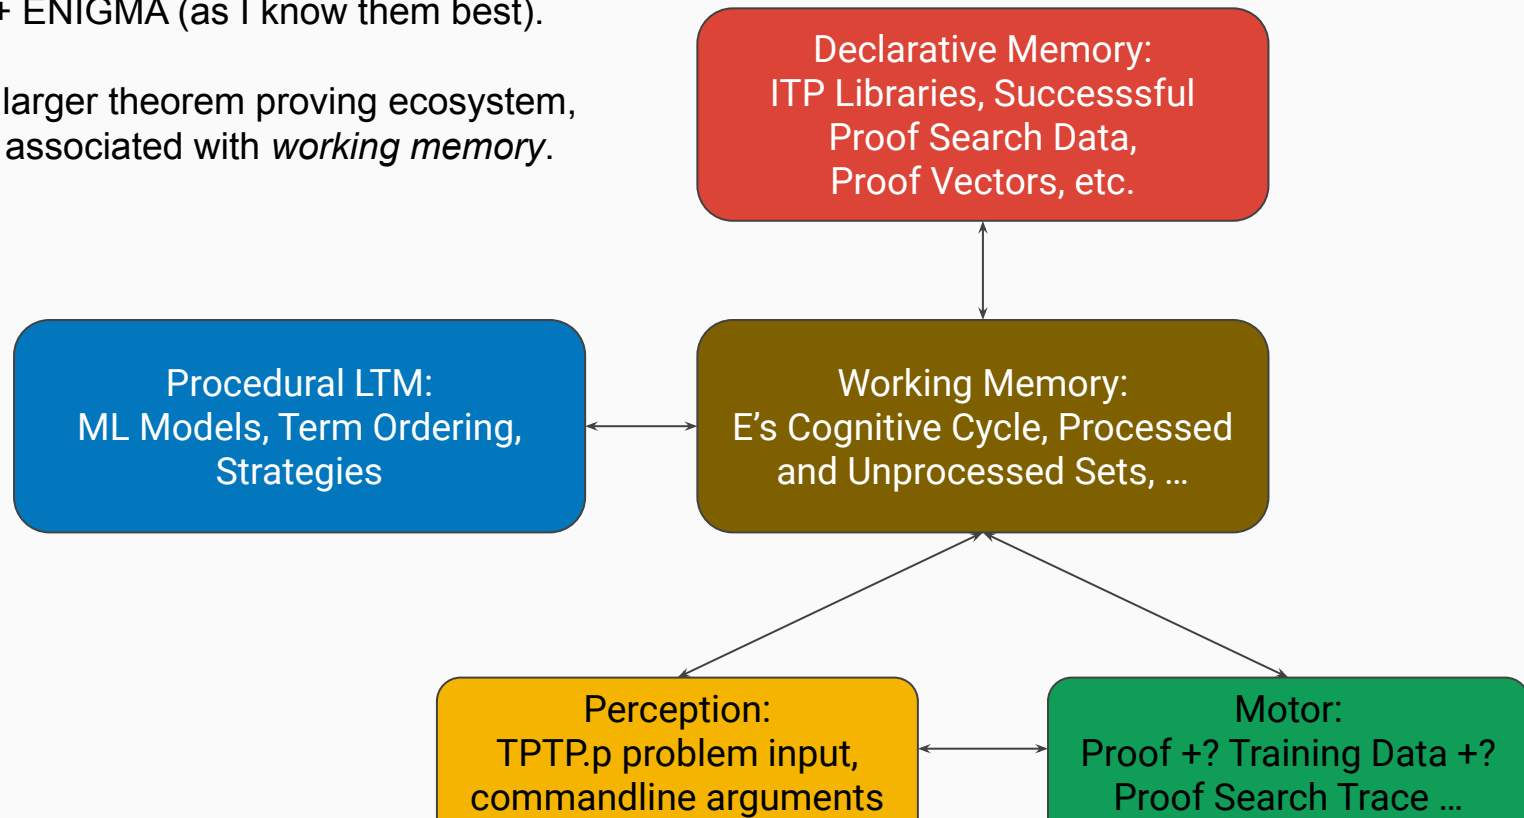 + ENIGMA (as I know them best).
larger theorem proving ecosystem,
associated with working memory.
Declarative Memory:
ITP Libraries, Successsful
Proof Search Data,
Proof Vectors, etc.
Procedural LTM:
ML Models, Term Ordering,
Strategies
Working Memory:
E’s Cognitive Cycle, Processed
and Unprocessed Sets, ...
Perception:
TPTP.p problem input,
commandline arguments
Motor:
Proof +? Training Data +?
Proof Search Trace ...